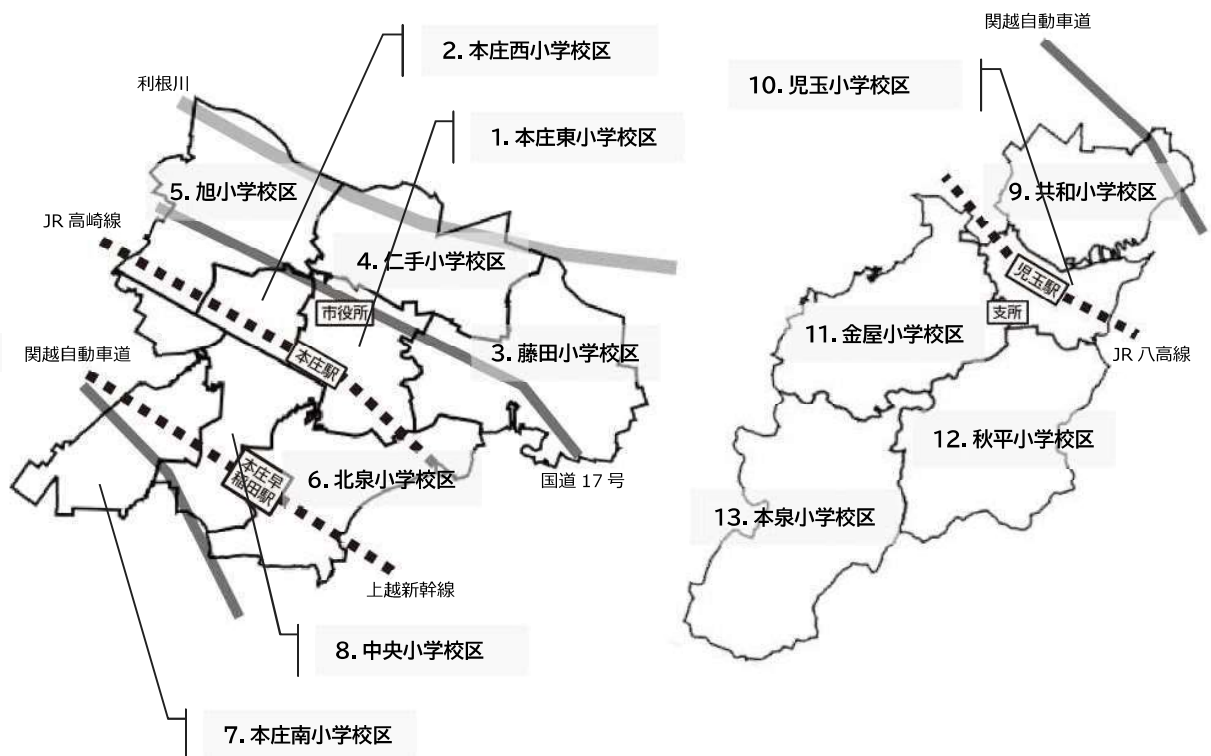 関越自動車道
2. 本庄西小学校区
10. 児玉小学校区
利根川
1. 本庄東小学校区
5. 旭小学校区
9. 共和小学校区
JR 高崎線
4. 仁手小学校区
児玉駅
市役所
支所
11. 金屋小学校区
3. 藤田小学校区
関越自動車道
本庄駅
JR 八高線
12. 秋平小学校区
本庄早
稲田駅
6. 北泉小学校区
国道 17 号
13. 本泉小学校区
上越新幹線
8. 中央小学校区
7. 本庄南小学校区